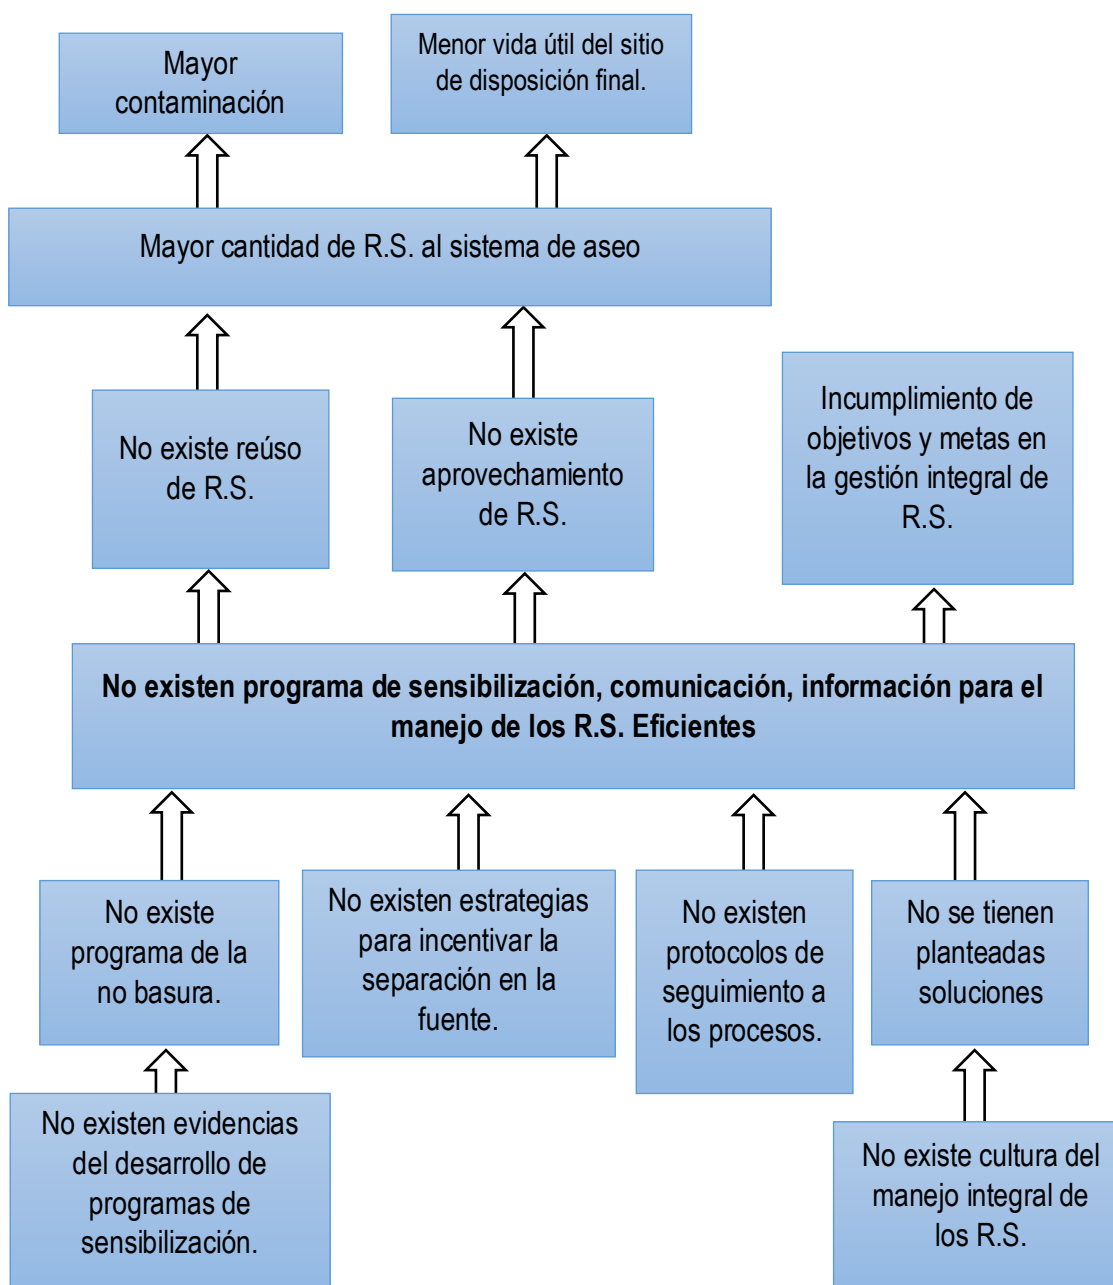 Mayor
contaminación
Menor vida útil del sitio
de disposición final.
Mayor cantidad de R.S. al sistema de aseo
No existe reúso
de R.S.
No existe
aprovechamiento
de R.S.
Incumplimiento de
objetivos y metas en
la gestión integral de
R.S.
No existen programa de sensibilización, comunicación, información para el
manejo de los R.S. Eficientes
No existe
programa de la
no basura.
No existen estrategias
para incentivar la
separación en la
fuente.
No existen
protocolos de
seguimiento a
los procesos.
No se tienen
planteadas
soluciones
No existen evidencias
del desarrollo de
programas de
sensibilización.
No existe cultura del
manejo integral de
los R.S.